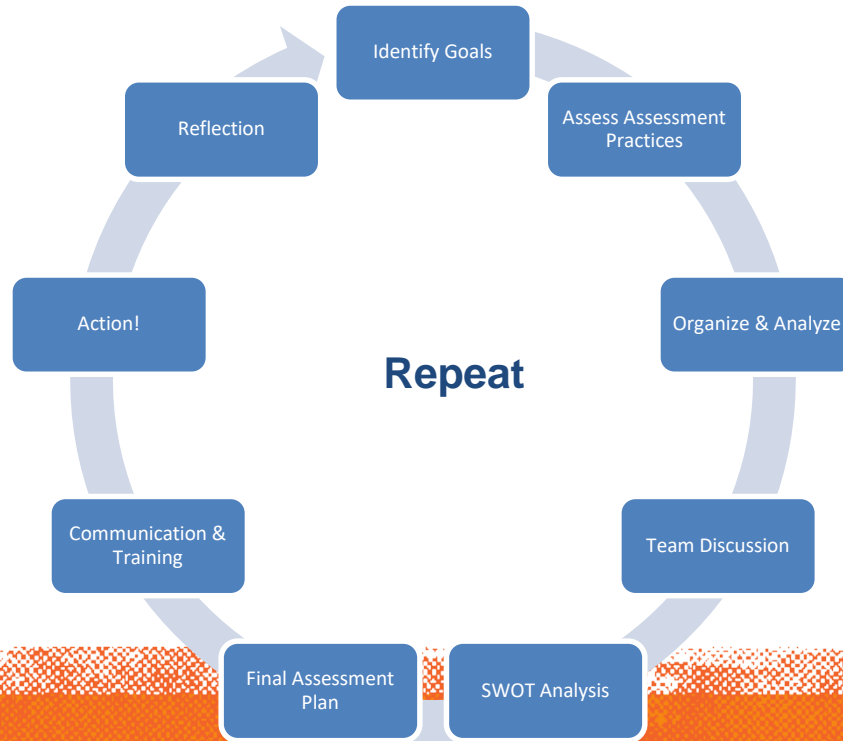 Identify Goals
Assess Assessment
Practices
Organize & Analyze
Team Discussion
SWOT Analysis
Final Assessment
Plan
Communication &
Training
Action!
Reflection
Repeat